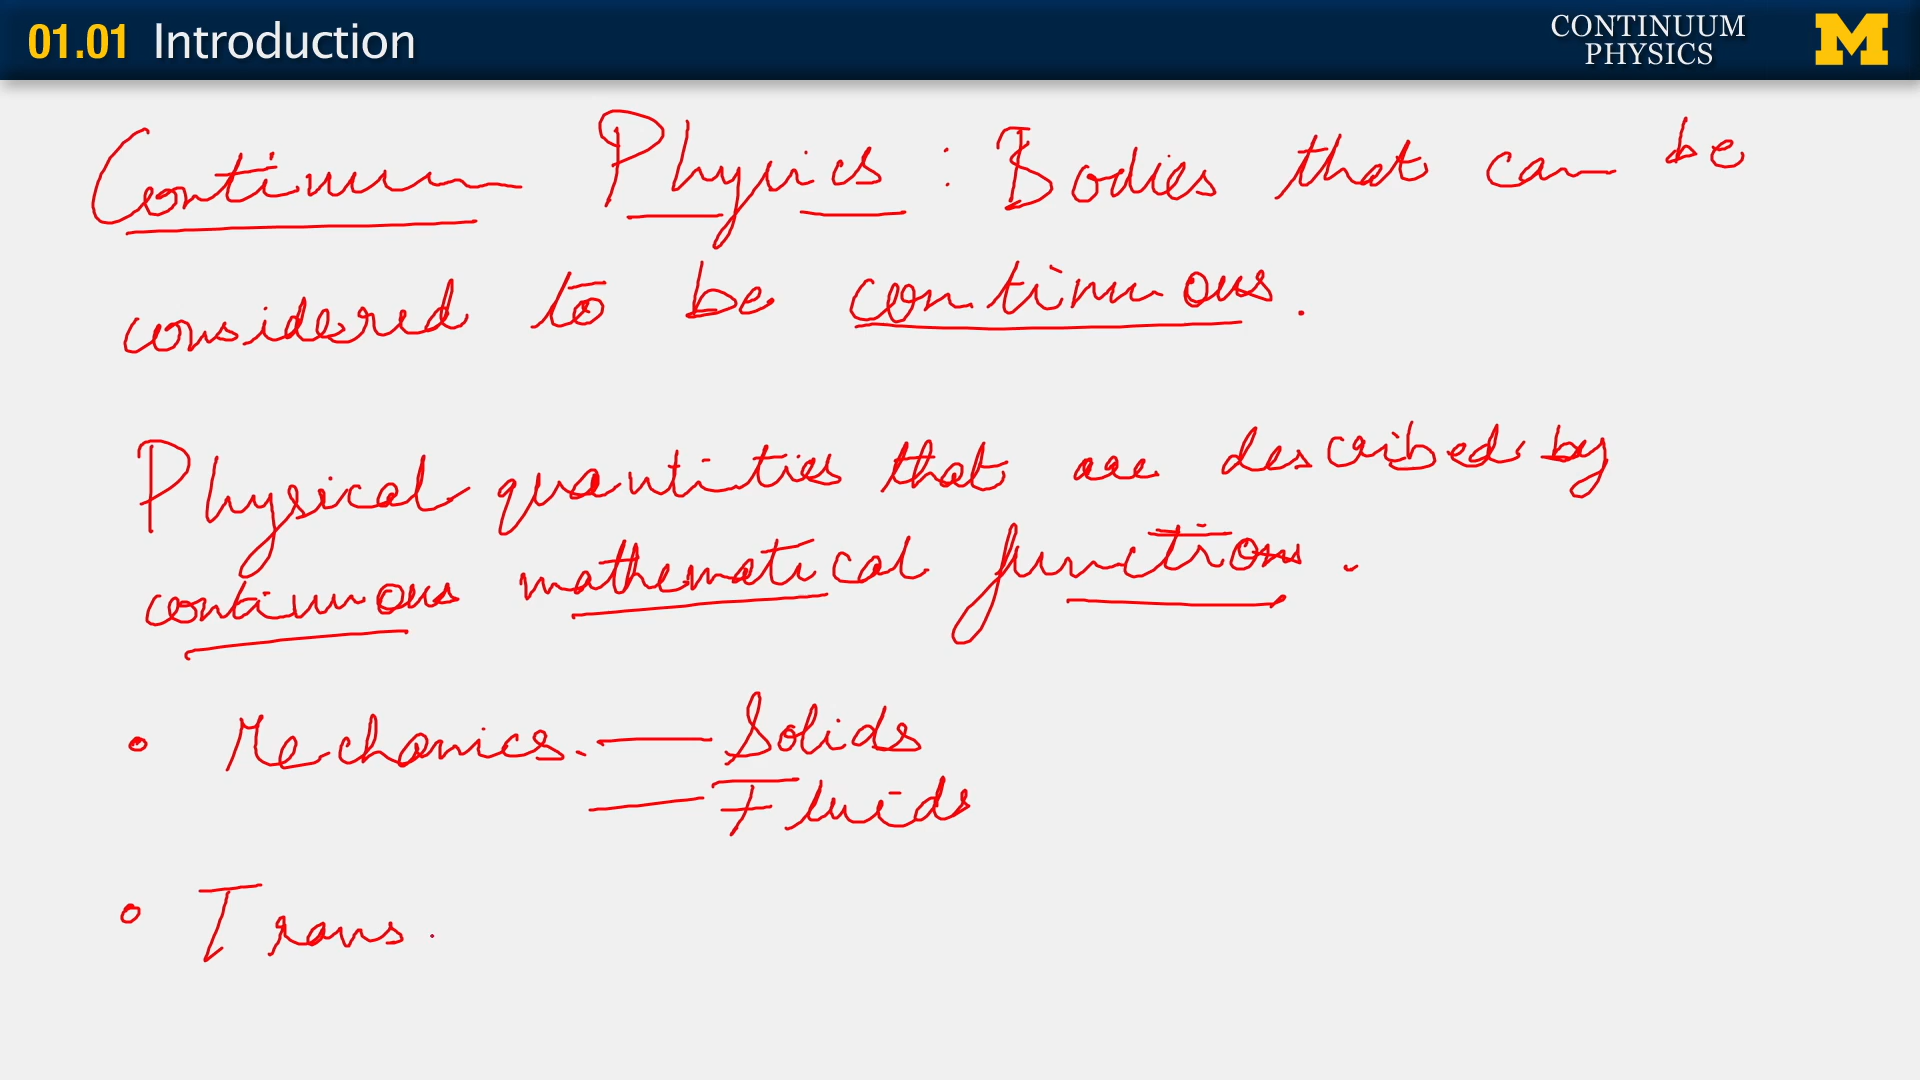 01.01 Introduction
CONTINUUM
PHYSICS
M
Continuum Physics : Bodies that can be
considered to be continuous.
Physical quantities that are described by
continuous mathematical functions.
• Mechanics. — Solids
— Fluids
• Trans.